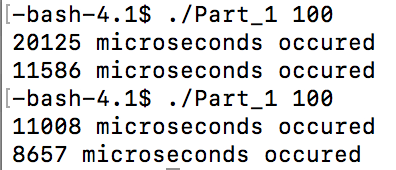 [-bash-4.1$ ./Part_1 100
20125 microseconds occured
11586 microseconds occured
[-bash-4.1$ ./Part_1 100
11008 microseconds occured
8657 microseconds occured